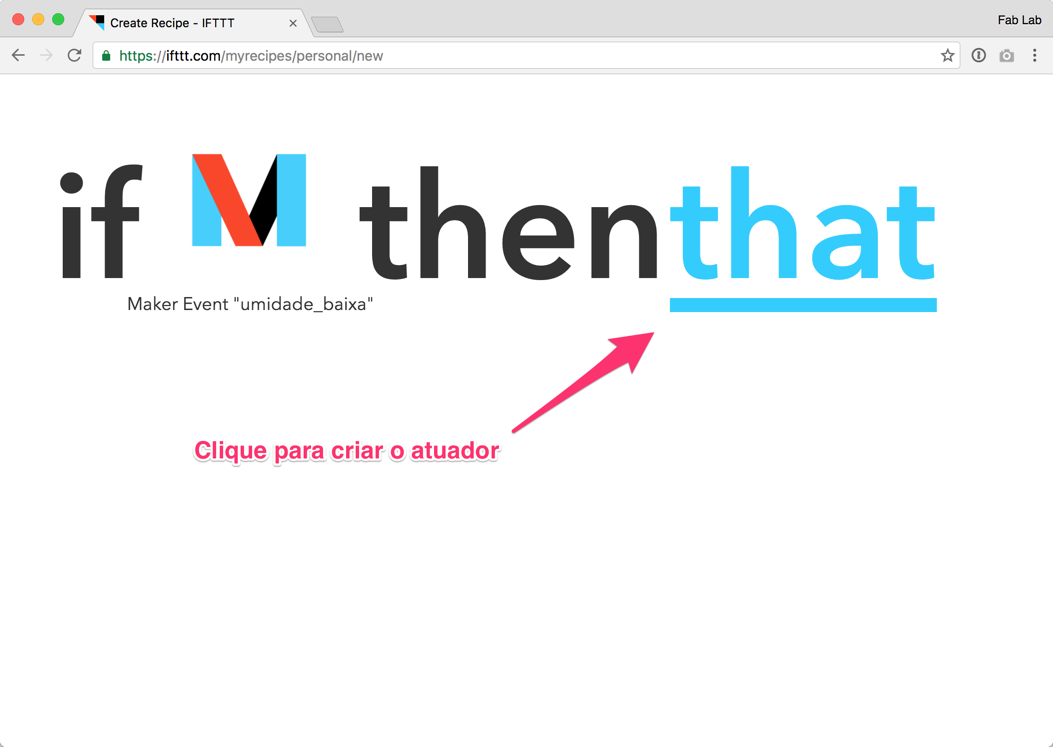 Create Recipe - IFTTT
Fab Lab
https://ifttt.com/myrecipes/personal/new
if M then that
Maker Event "umidade_baixa"
Clique para criar o atuador